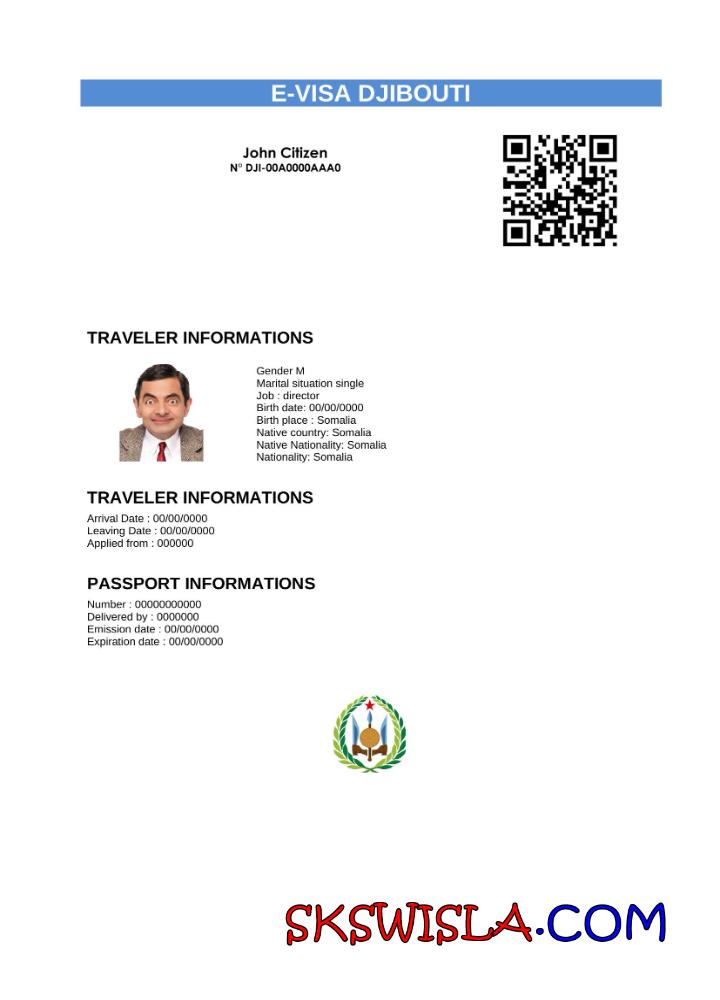 E-VISA DJIBOUTI
John Citizen
N° DJI-00A0000AAA0
TRAVELER INFORMATIONS
Gender M
Marital situation single
Job : director
Birth date: 00/00/0000
Birth place : Somalia
Native country: Somalia
Native Nationality: Somalia
Nationality: Somalia
TRAVELER INFORMATIONS
Arrival Date : 00/00/0000
Leaving Date : 00/00/0000
Applied from : 000000
PASSPORT INFORMATIONS
Number : 00000000000
Delivered by : 0000000
Emission date : 00/00/0000
Expiration date : 00/00/0000
SKSWISLA.COM